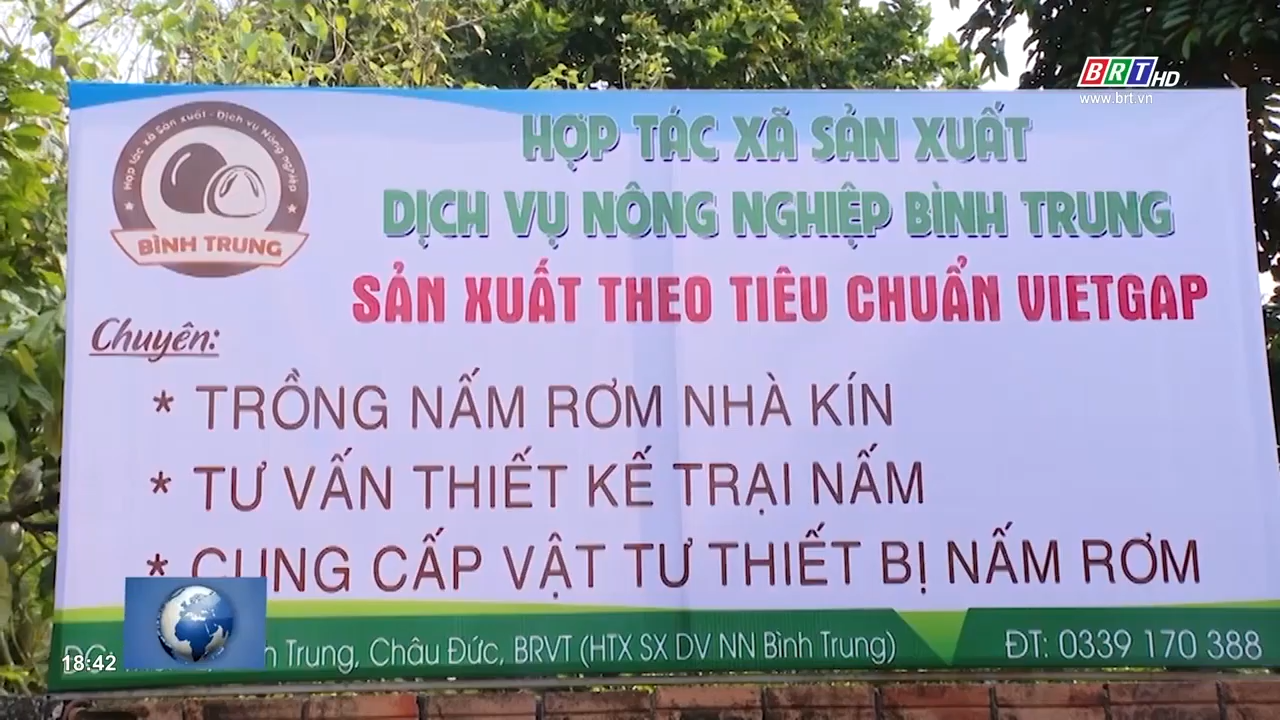 BRT HD
www.brt.vn
Hợp tác xã Sản xuất - Dịch vụ Nông nghiệp
BÌNH TRUNG
HỢP TÁC XÃ SẢN XUẤT
DỊCH VỤ NÔNG NGHIỆP BÌNH TRUNG
SẢN XUẤT THEO TIÊU CHUẨN VIETGAP
Chuyên:
* TRỒNG NẤM RƠM NHÀ KÍN
* TƯ VẤN THIẾT KẾ TRẠI NẤM
* CUNG CẤP VẬT TƯ THIẾT BỊ NẤM RƠM
Trung, Châu Đức, BRVT (HTX SX DV NN Bình Trung)
ĐT: 0339 170 388
18:42